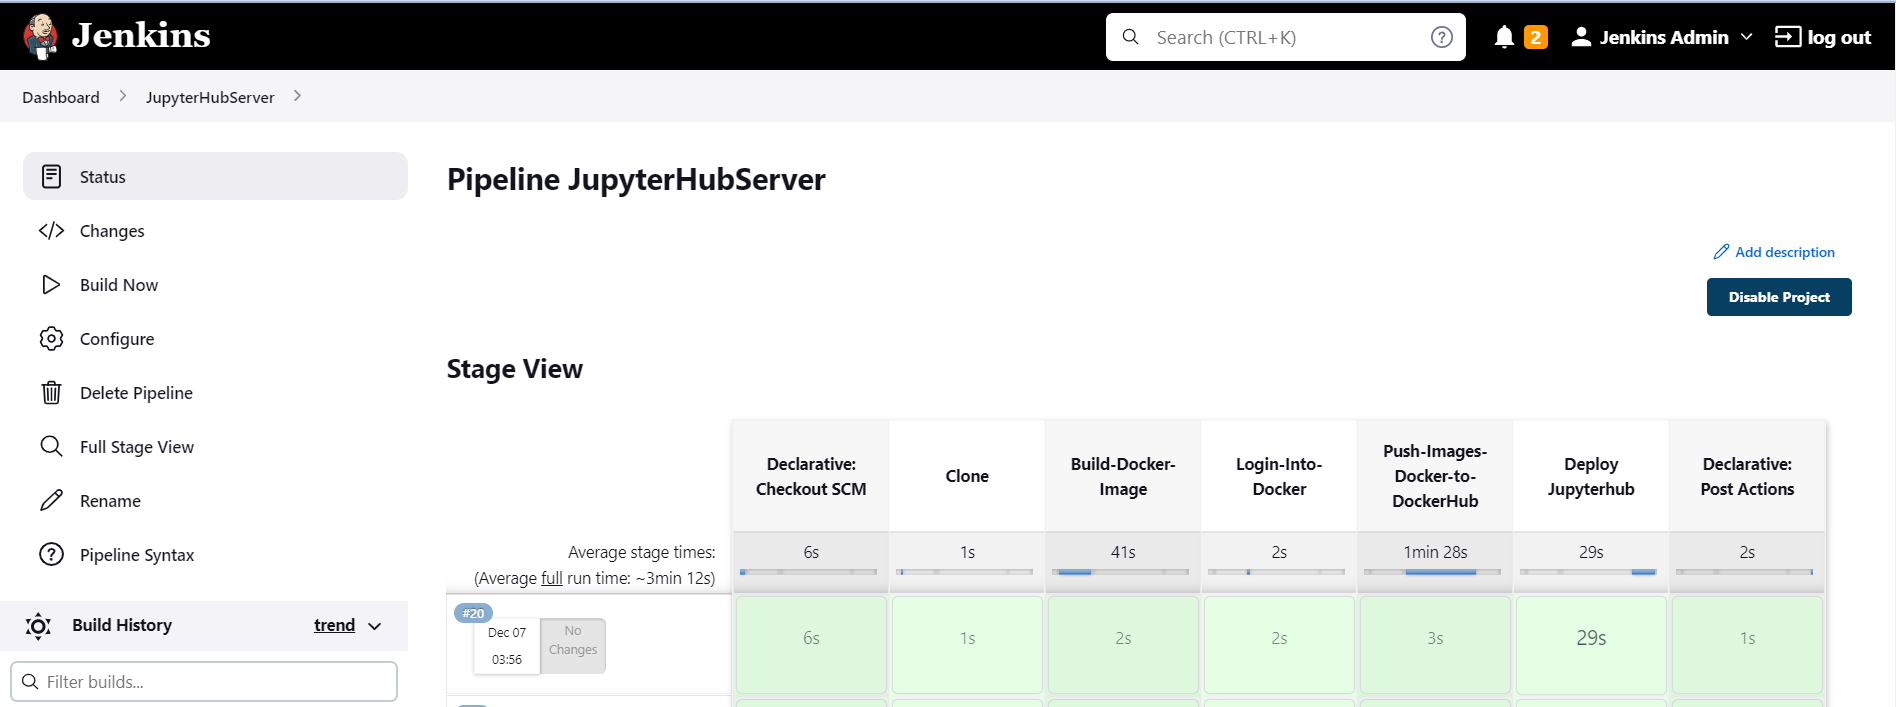 Jenkins
Search (CTRL+K)
?
2
Jenkins Admin
log out
Dashboard
JupyterHubServer
Status
Changes
Build Now
Configure
Delete Pipeline
Full Stage View
Rename
Pipeline Syntax
Build History
trend
Filter builds...
Pipeline JupyterHubServer
Add description
Disable Project
Stage View
Declarative:
Checkout SCM
Clone
Build-Docker-
Image
Login-Into-
Docker
Push-Images-
Docker-to-
DockerHub
Deploy
Jupyterhub
Declarative:
Post Actions
Average stage times:
(Average full run time: ~3min 12s)
6s
1s
41s
2s
1min 28s
29s
2s
#20
Dec 07
03:56
No
Changes
6s
1s
2s
2s
3s
29s
1s